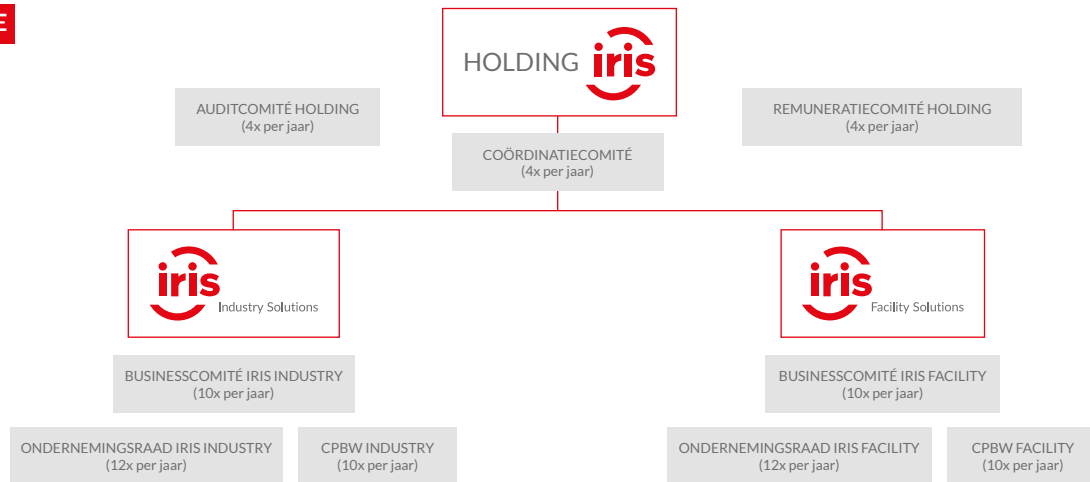 E
HOLDING iris
AUDITCOMITÉ HOLDING
(4x per jaar)
REMUNERATIECOMITÉ HOLDING
(4x per jaar)
COÖRDINATIECOMITÉ
(4x per jaar)
iris
Industry Solutions
iris
Facility Solutions
BUSINESSCOMITÉ IRIS INDUSTRY
(10x per jaar)
BUSINESSCOMITÉ IRIS FACILITY
(10x per jaar)
ONDERNEMINGSRAAD IRIS INDUSTRY
(12x per jaar)
CPBW INDUSTRY
(10x per jaar)
ONDERNEMINGSRAAD IRIS FACILITY
(12x per jaar)
CPBW FACILITY
(10x per jaar)